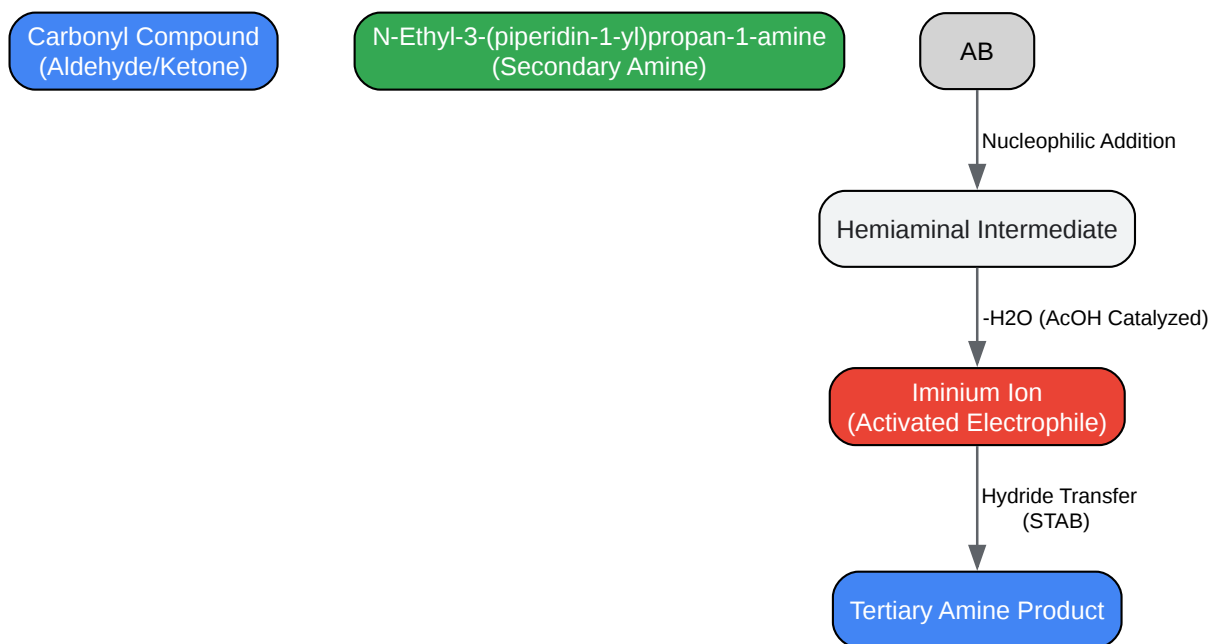 Carbonyl Compound
(Aldehyde/Ketone)
N-Ethyl-3-(piperidin-1-yl)propan-1-amine
(Secondary Amine)
AB
Nucleophilic Addition
Hemiaminal Intermediate
-H2O (AcOH Catalyzed)
Iminium Ion
(Activated Electrophile)
Hydride Transfer
(STAB)
Tertiary Amine Product